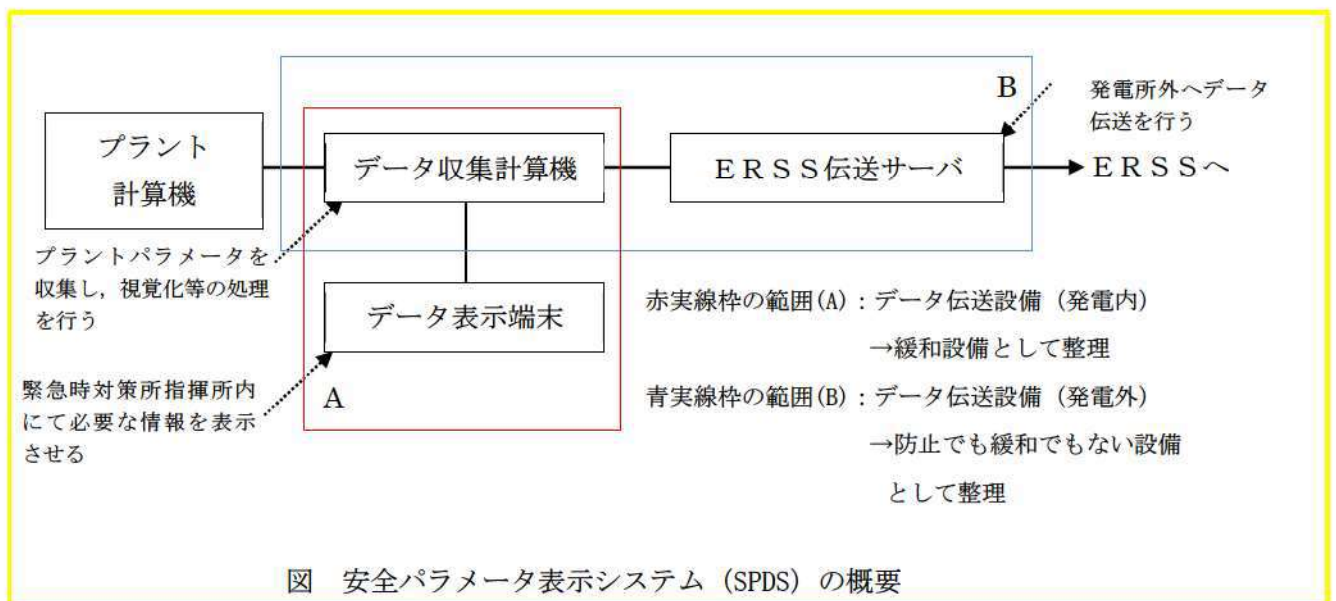 B
発電所外へデータ
伝送を行う
プラント
計算機
データ収集計算機
ＥＲＳＳ伝送サーバ
ＥＲＳＳへ
プラントパラメータを
収集し，視覚化等の処理
を行う
データ表示端末
緊急時対策所指揮所内
にて必要な情報を表示
させる
A
赤実線枠の範囲(A)：データ伝送設備（発電内）
→緩和設備として整理
青実線枠の範囲(B)：データ伝送設備（発電外）
→防止でも緩和でもない設備
として整理
図　安全パラメータ表示システム（SPDS）の概要